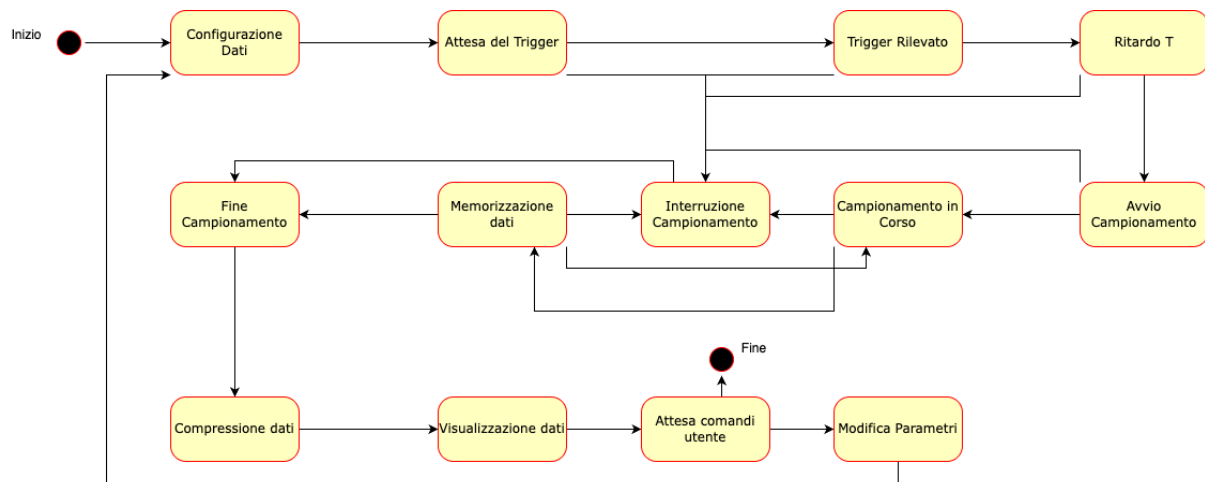 Inizio
Configurazione
Dati
Attesa del Trigger
Trigger Rilevato
Ritardo T
Fine
Campionamento
Memorizzazione
dati
Interruzione
Campionamento
Campionamento in
Corso
Avvio
Campionamento
Fine
Compressione dati
Visualizzazione dati
Attesa comandi
utente
Modifica Parametri